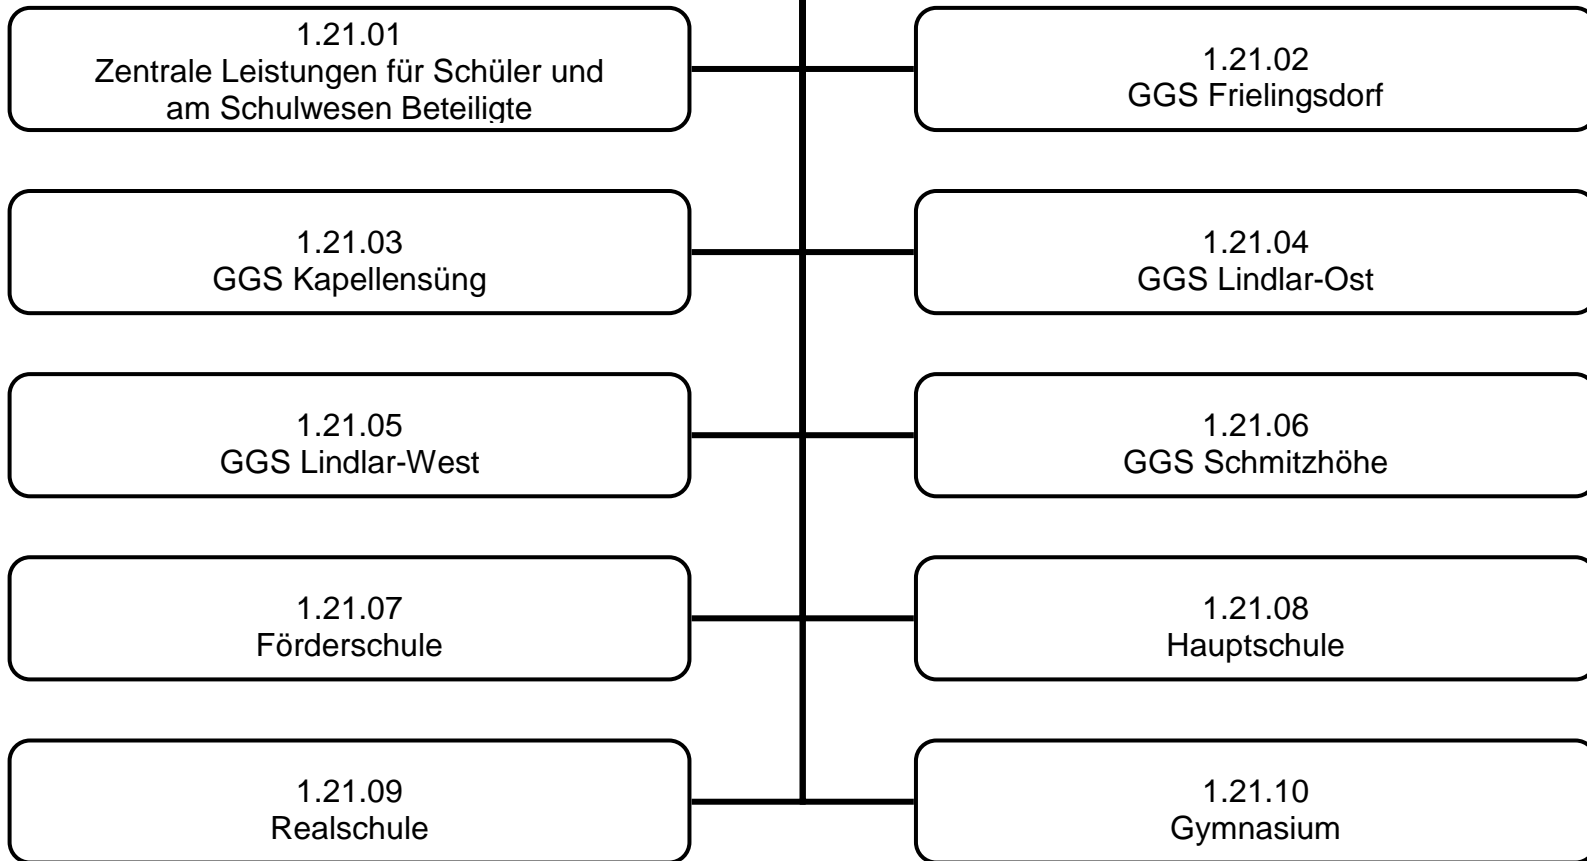 1.21.01
Zentrale Leistungen für Schüler und
am Schulwesen Beteiligte
1.21.02
GGS Frielingsdorf
1.21.03
GGS Kapellensüng
1.21.04
GGS Lindlar-Ost
1.21.05
GGS Lindlar-West
1.21.06
GGS Schmitzhöhe
1.21.07
Förderschule
1.21.08
Hauptschule
1.21.09
Realschule
1.21.10
Gymnasium